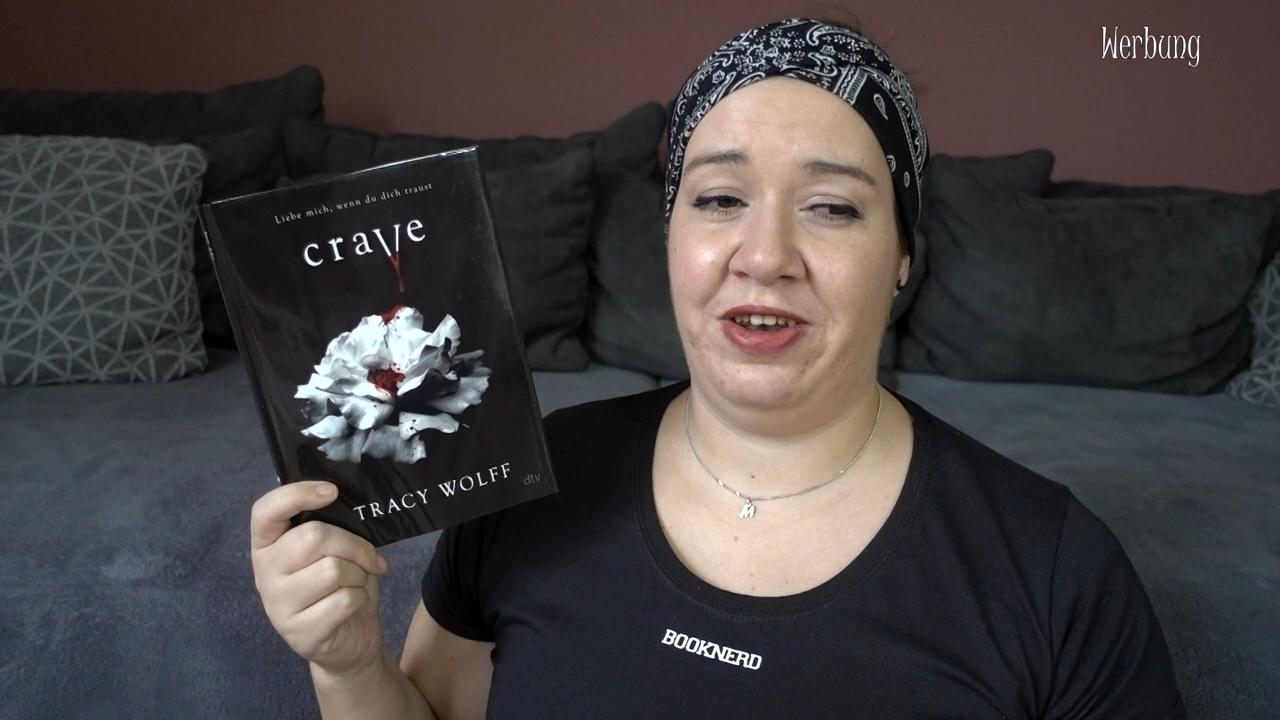 Werbung
Liebe mich, wenn du dich traust
crave
TRACY WOLFF
dtv
M
BOOKNERD